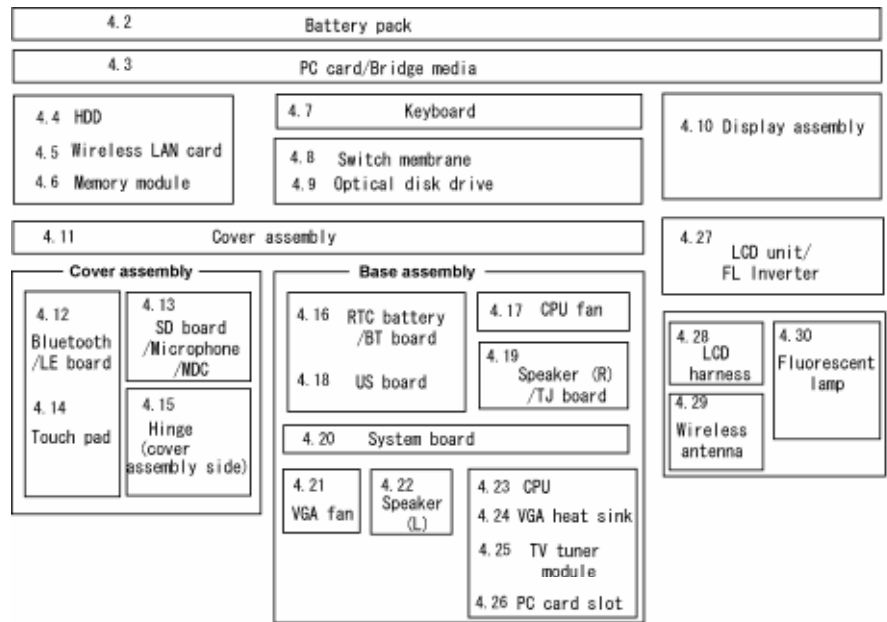 4.2 Battery pack
4.3 PC card/Bridge media
4.4 HDD
4.5 Wireless LAN card
4.6 Memory module
4.7 Keyboard
4.8 Switch membrane
4.9 Optical disk drive
4.10 Display assembly
4.11 Cover assembly
Cover assembly
4.12
Bluetooth
/LE board
4.14
Touch pad
4.13
SD board
/Microphone
/MDC
4.15
Hinge
(cover
assembly side)
Base assembly
4.16 RTC battery
/BT board
4.18 US board
4.17 CPU fan
4.19
Speaker (R)
/TJ board
4.20 System board
4.21
VGA fan
4.22
Speaker
(L)
4.23 CPU
4.24 VGA heat sink
4.25 TV tuner
module
4.26 PC card slot
4.27
LCD unit/
FL Inverter
4.28
LCD
harness
4.29
Wireless
antenna
4.30
Fluorescent
lamp